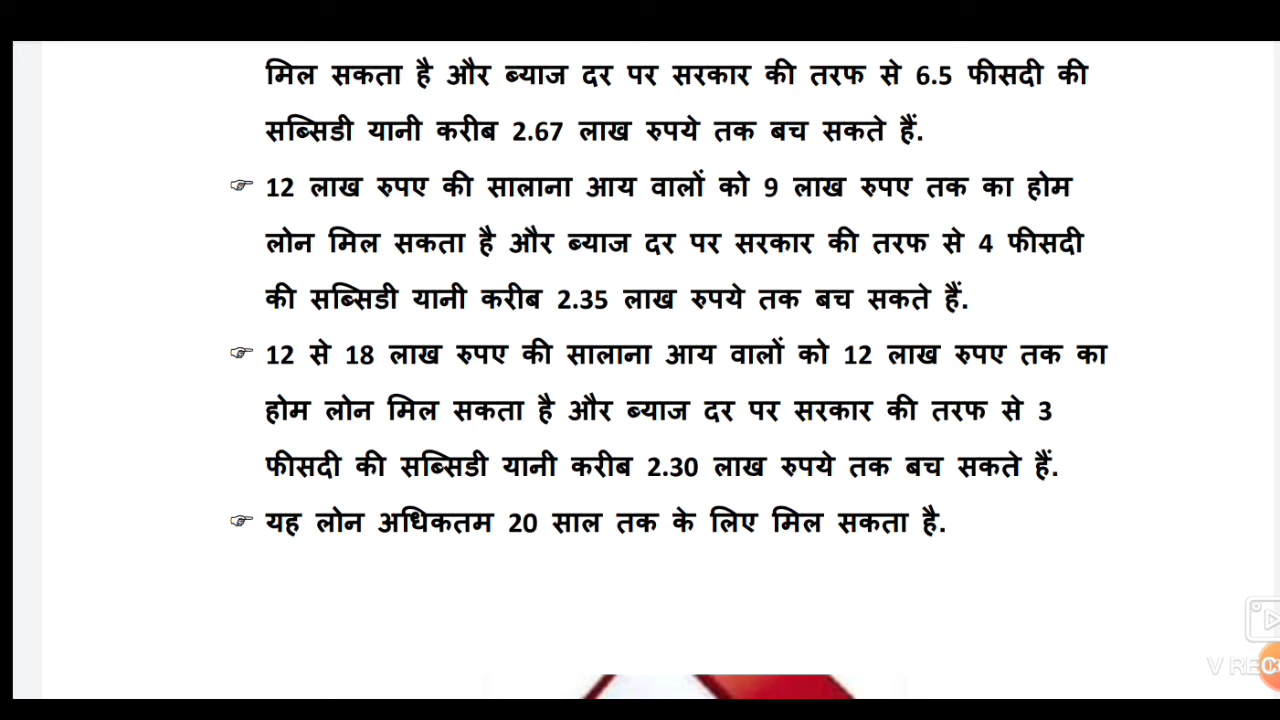 मिल सकता है और ब्याज दर पर सरकार की तरफ से 6.5 फीसदी की
सब्सिडी यानी करीब 2.67 लाख रुपये तक बच सकते हैं.
☞ 12 लाख रुपए की सालाना आय वालों को 9 लाख रुपए तक का होम
लोन मिल सकता है और ब्याज दर पर सरकार की तरफ से 4 फीसदी
की सब्सिडी यानी करीब 2.35 लाख रुपये तक बच सकते हैं.
☞ 12 से 18 लाख रुपए की सालाना आय वालों को 12 लाख रुपए तक का
होम लोन मिल सकता है और ब्याज दर पर सरकार की तरफ से 3
फीसदी की सब्सिडी यानी करीब 2.30 लाख रुपये तक बच सकते हैं.
☞ यह लोन अधिकतम 20 साल तक के लिए मिल सकता है.